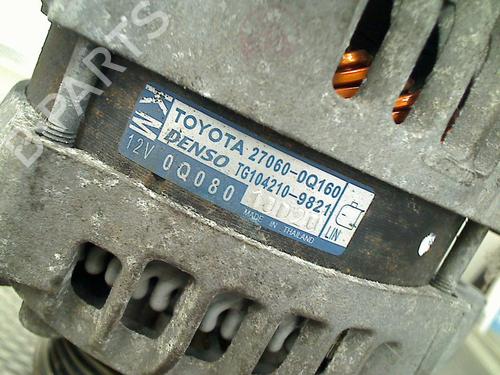 TOYOTA 27060-0Q160
DENSO TG104210-9821
12V 0Q080
MADE IN THAILAND
LIN
B PARTS